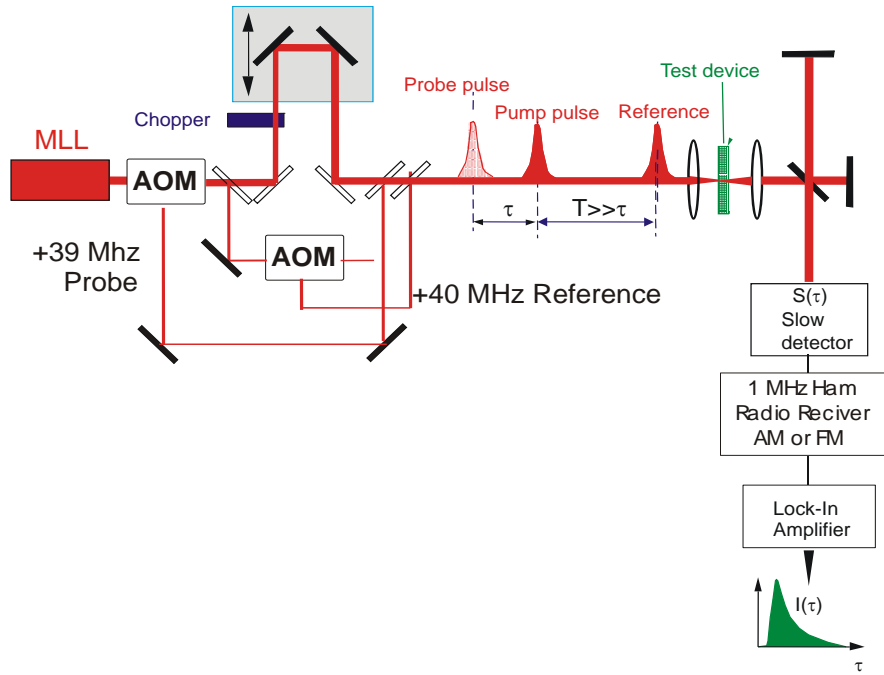 Test device
Probe pulse
Pump pulse
Reference
Chopper
MLL
AOM
τ
T>>τ
+39 Mhz
Probe
AOM
+40 MHz Reference
S(τ)
Slow
detector
1 MHz Ham
Radio Reciver
AM or FM
Lock-In
Amplifier
I(τ)
τ